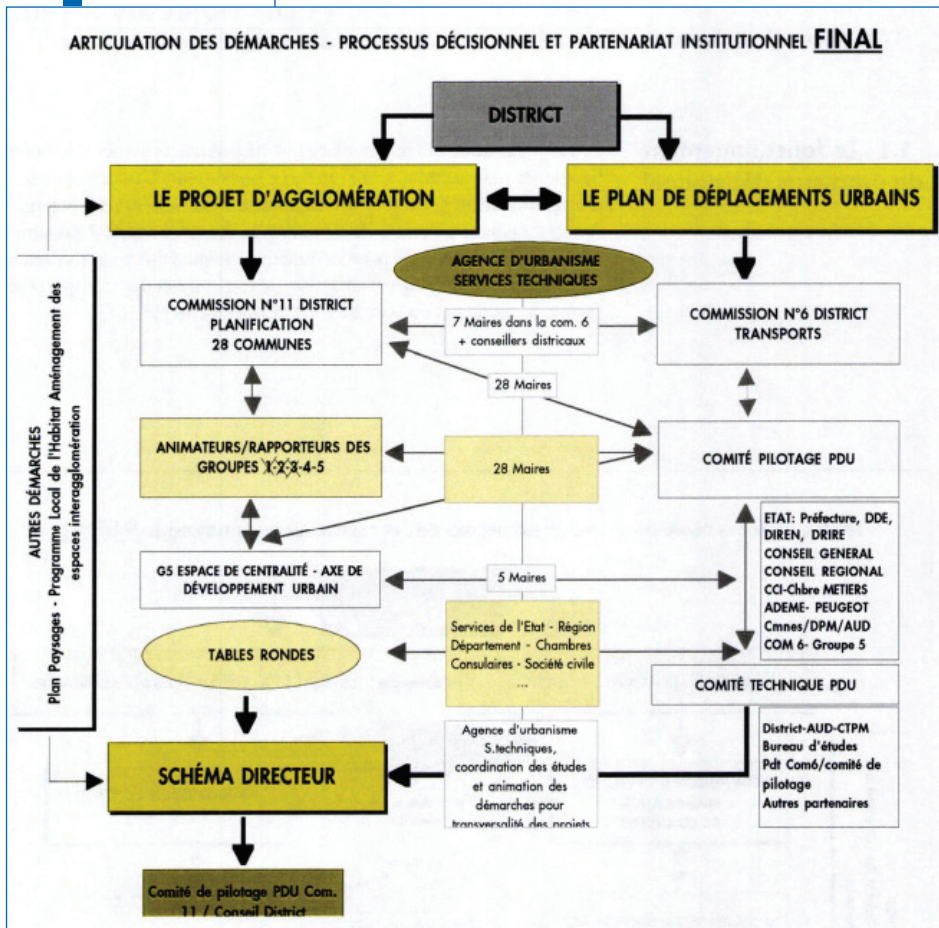 ARTICULATION DES DÉMARCHES - PROCESSUS DÉCISIONNEL ET PARTENARIAT INSTITUTIONNEL FINAL
DISTRICT
LE PROJET D'AGGLOMÉRATION
LE PLAN DE DÉPLACEMENTS URBAINS
AGENCE D'URBANISME
SERVICES TECHNIQUES
COMMISSION N°11 DISTRICT
PLANIFICATION
28 COMMUNES
7 Maires dans la com. 6
+ conseillers districaux
COMMISSION N°6 DISTRICT
TRANSPORTS
28 Maires
ANIMATEURS/RAPPORTEURS DES
GROUPES 1-2-3-4-5
28 Maires
COMITÉ PILOTAGE PDU
AUTRES DÉMARCHES
Plan Paysages - Programme Local de l'Habitat Aménagement des
espaces interagglomération
G5 ESPACE DE CENTRALITÉ - AXE DE
DÉVELOPPEMENT URBAIN
5 Maires
ETAT: Préfecture, DDE,
DIREN, DRIRE
CONSEIL GENERAL
CONSEIL REGIONAL
CCI-Chbre METIERS
ADEME- PEUGEOT
Cmnes/DPM/AUD
COM 6- Groupe 5
TABLES RONDES
Services de l'Etat - Région
Département - Chambres
Consulaires - Société civile
...
COMITÉ TECHNIQUE PDU
SCHÉMA DIRECTEUR
Agence d'urbanisme
S.techniques,
coordination des études
et animation des
démarches pour
transversalité des projets
District-AUD-CTPM
Bureau d'études
Pdt Com6/comité de
pilotage
Autres partenaires
Comité de pilotage PDU Com.
11 / Conseil District